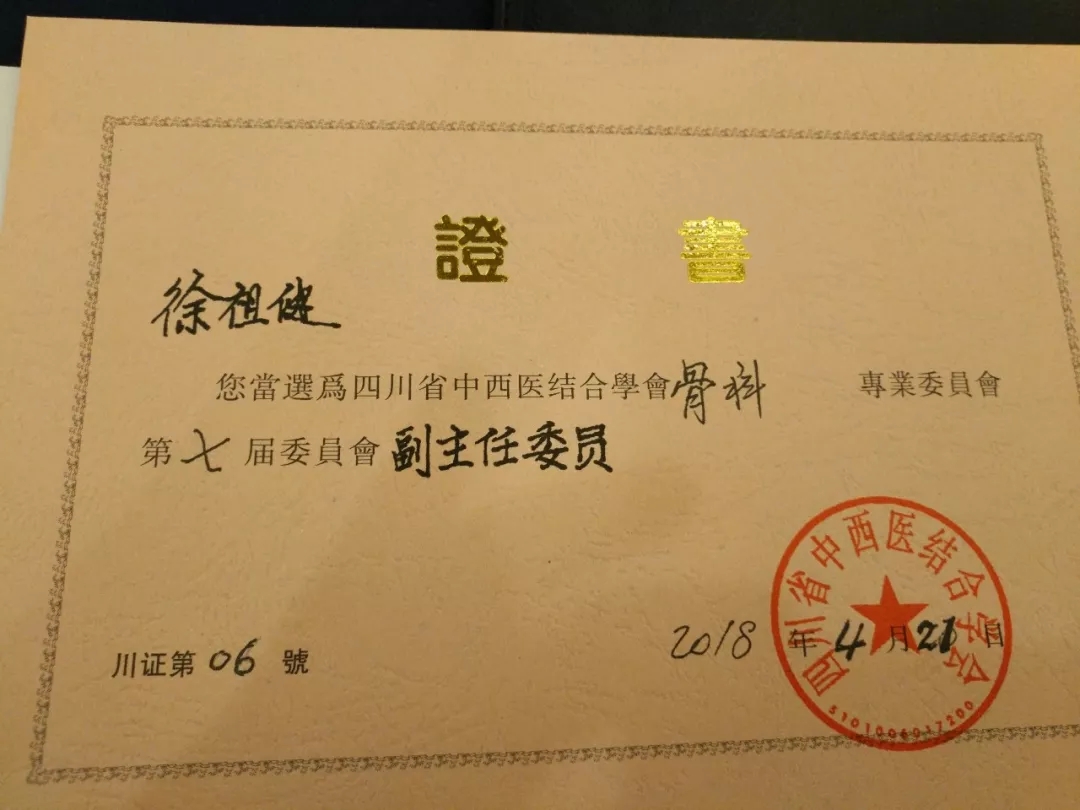 證書
徐祖健
您當選爲四川省中西医结合學會骨科 專業委員會
第七届委員會副主任委员
四川省中西医结合学会
2018年4月21日
川证第06號
5101006017200